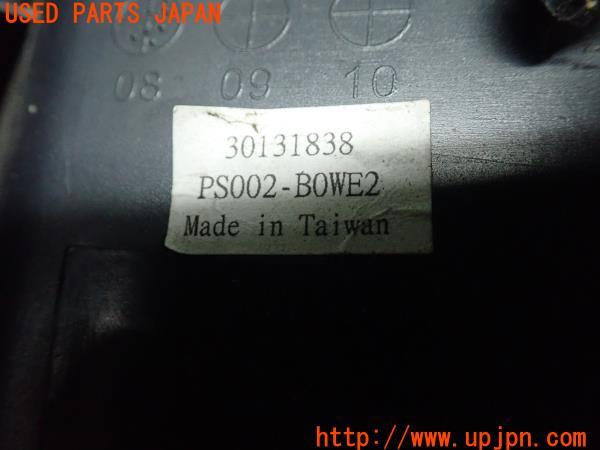 USED PARTS JAPAN
08 09 10
30131838
PS002-B0WE2
Made in Taiwan
http://www.upjpn.com/